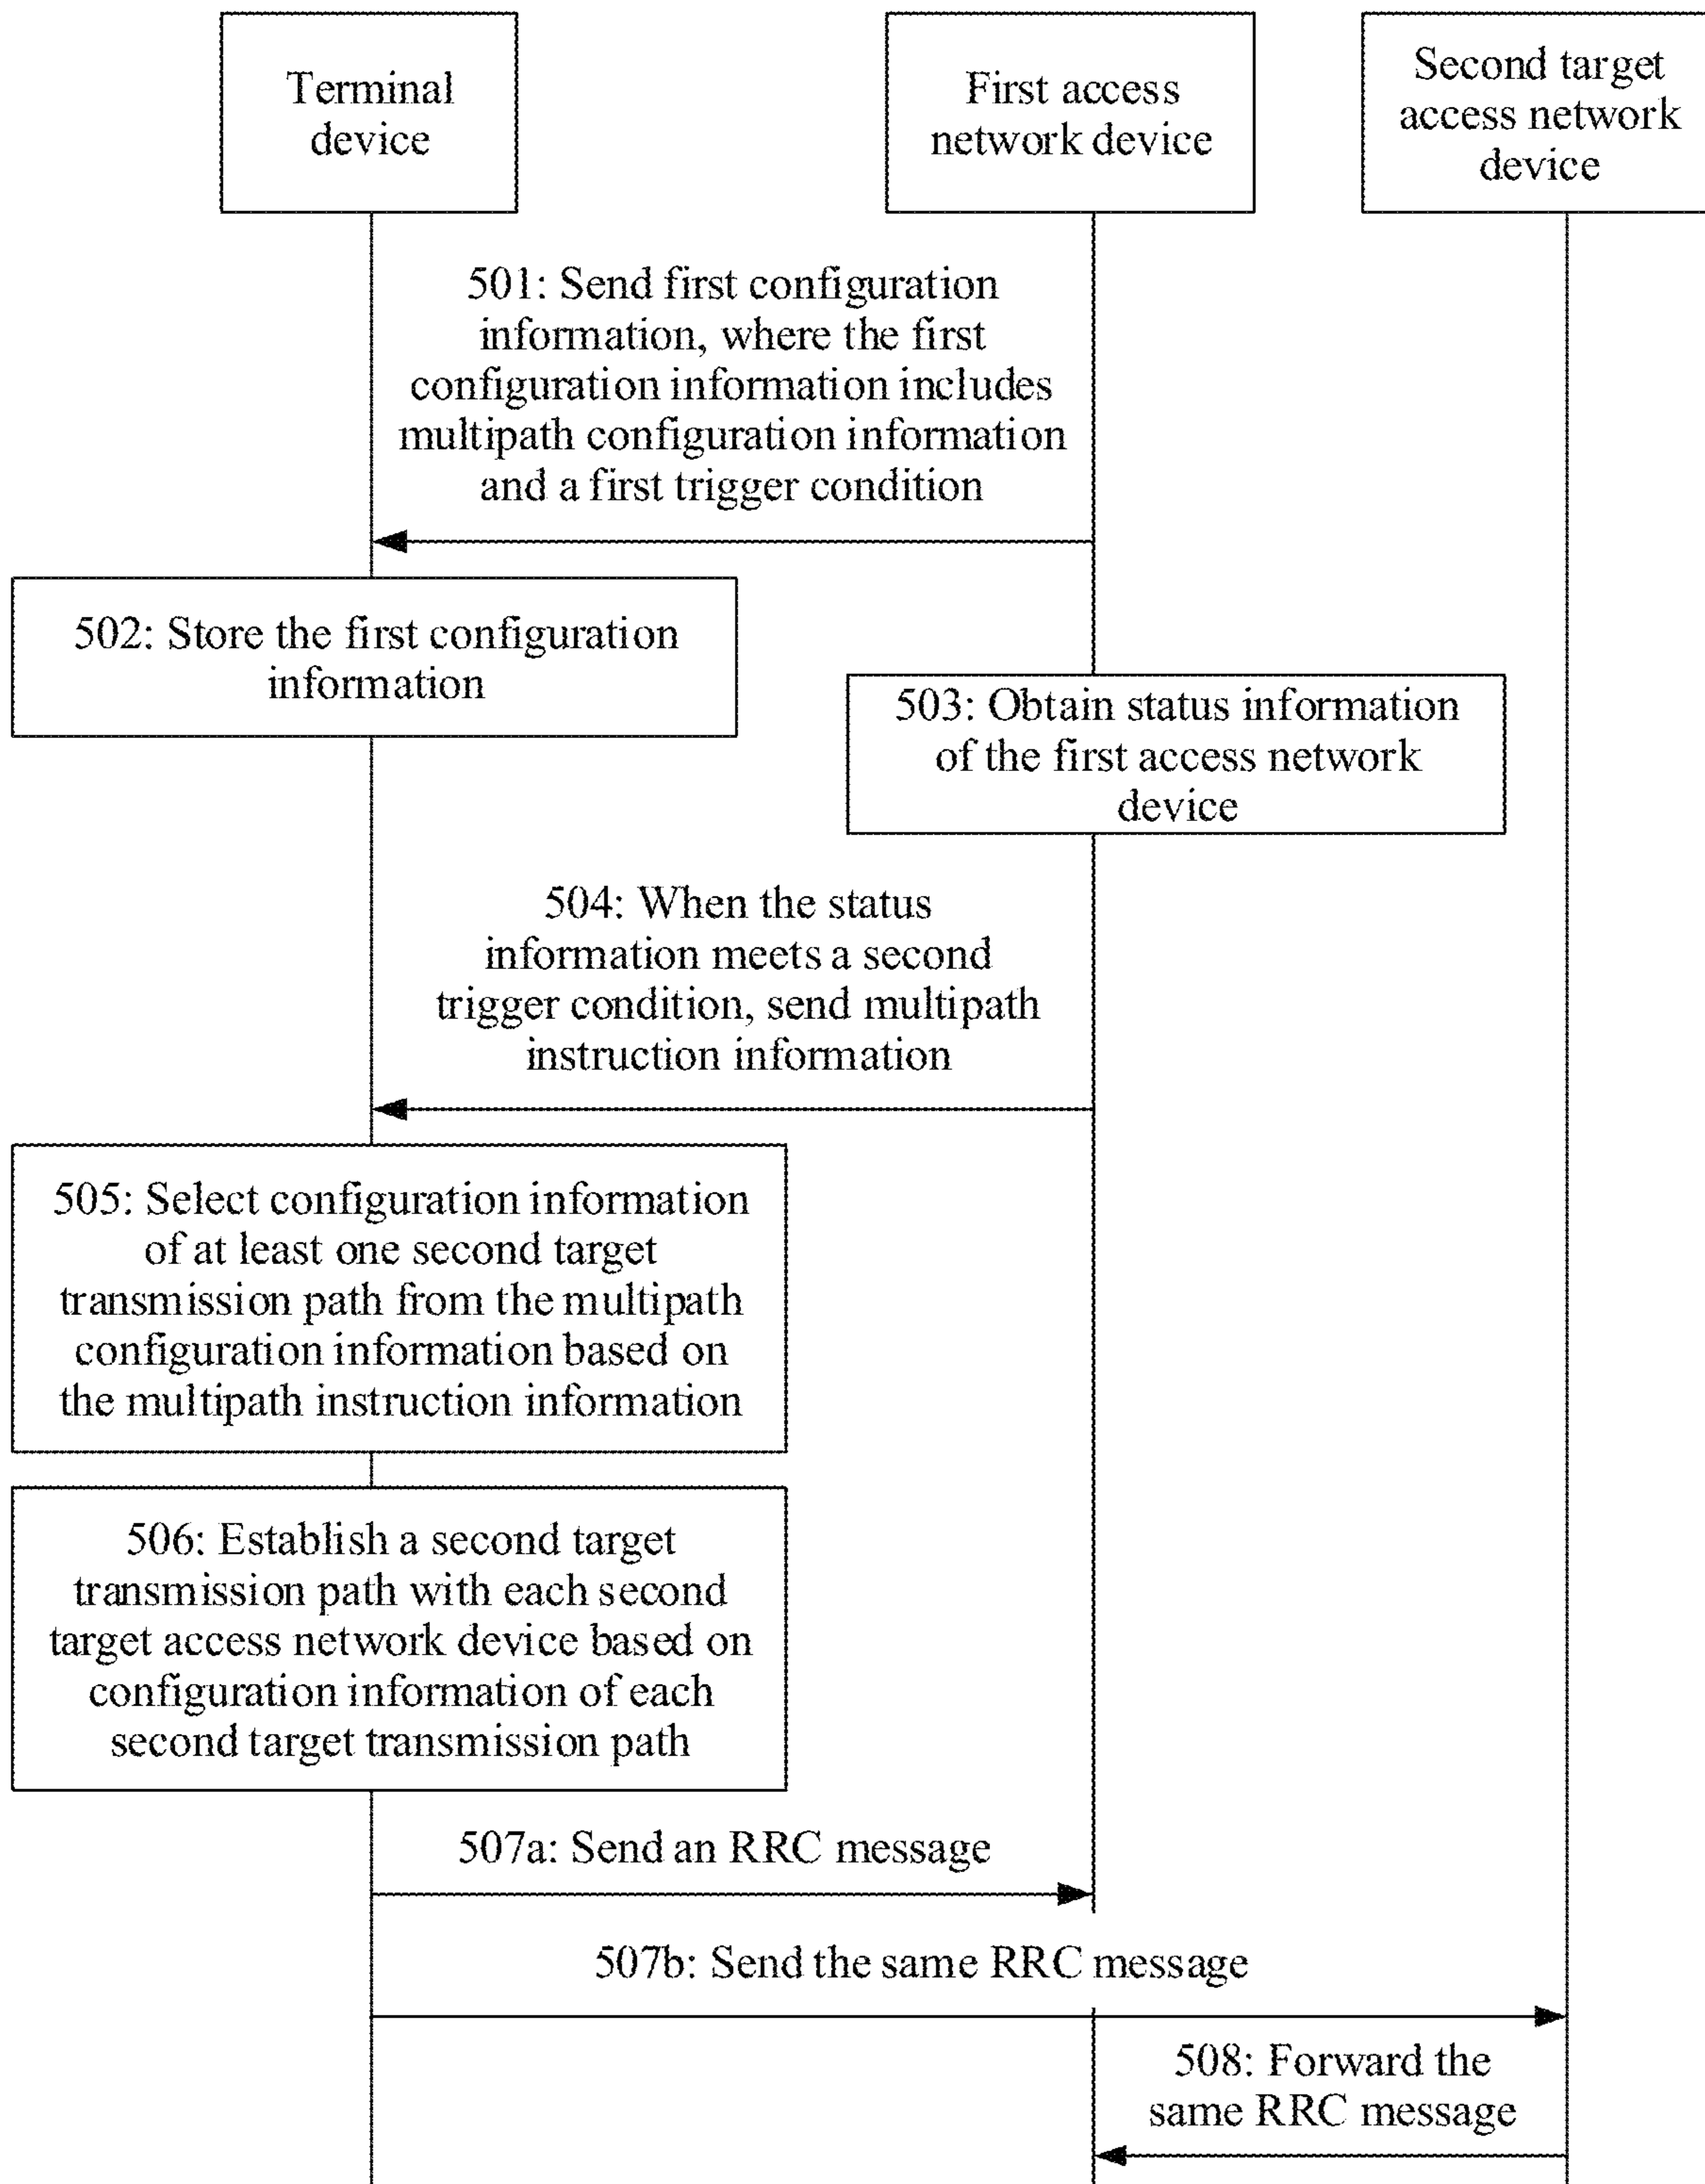 Terminal
device
First access
network device
Second target
access network
device
501: Send first configuration
information, where the first
configuration information includes
multipath configuration information
and a first trigger condition
502: Store the first configuration
information
503: Obtain status information
of the first access network
device
504: When the status
information meets a second
trigger condition, send multipath
instruction information
505: Select configuration information
of at least one second target
transmission path from the multipath
configuration information based on
the multipath instruction information
506: Establish a second target
transmission path with each second
target access network device based on
configuration information of each
second target transmission path
507a: Send an RRC message
507b: Send the same RRC message
508: Forward the
same RRC message